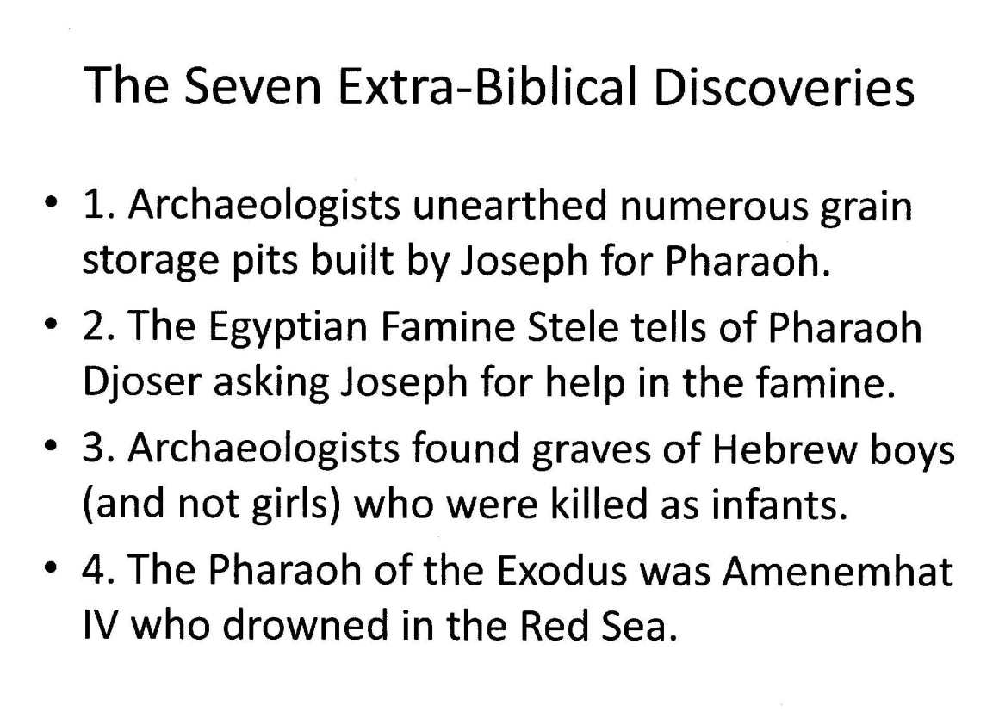 The Seven Extra-Biblical Discoveries
• 1. Archaeologists unearthed numerous grain
storage pits built by Joseph for Pharaoh.
• 2. The Egyptian Famine Stele tells of Pharaoh
Djoser asking Joseph for help in the famine.
• 3. Archaeologists found graves of Hebrew boys
(and not girls) who were killed as infants.
• 4. The Pharaoh of the Exodus was Amenemhat
IV who drowned in the Red Sea.